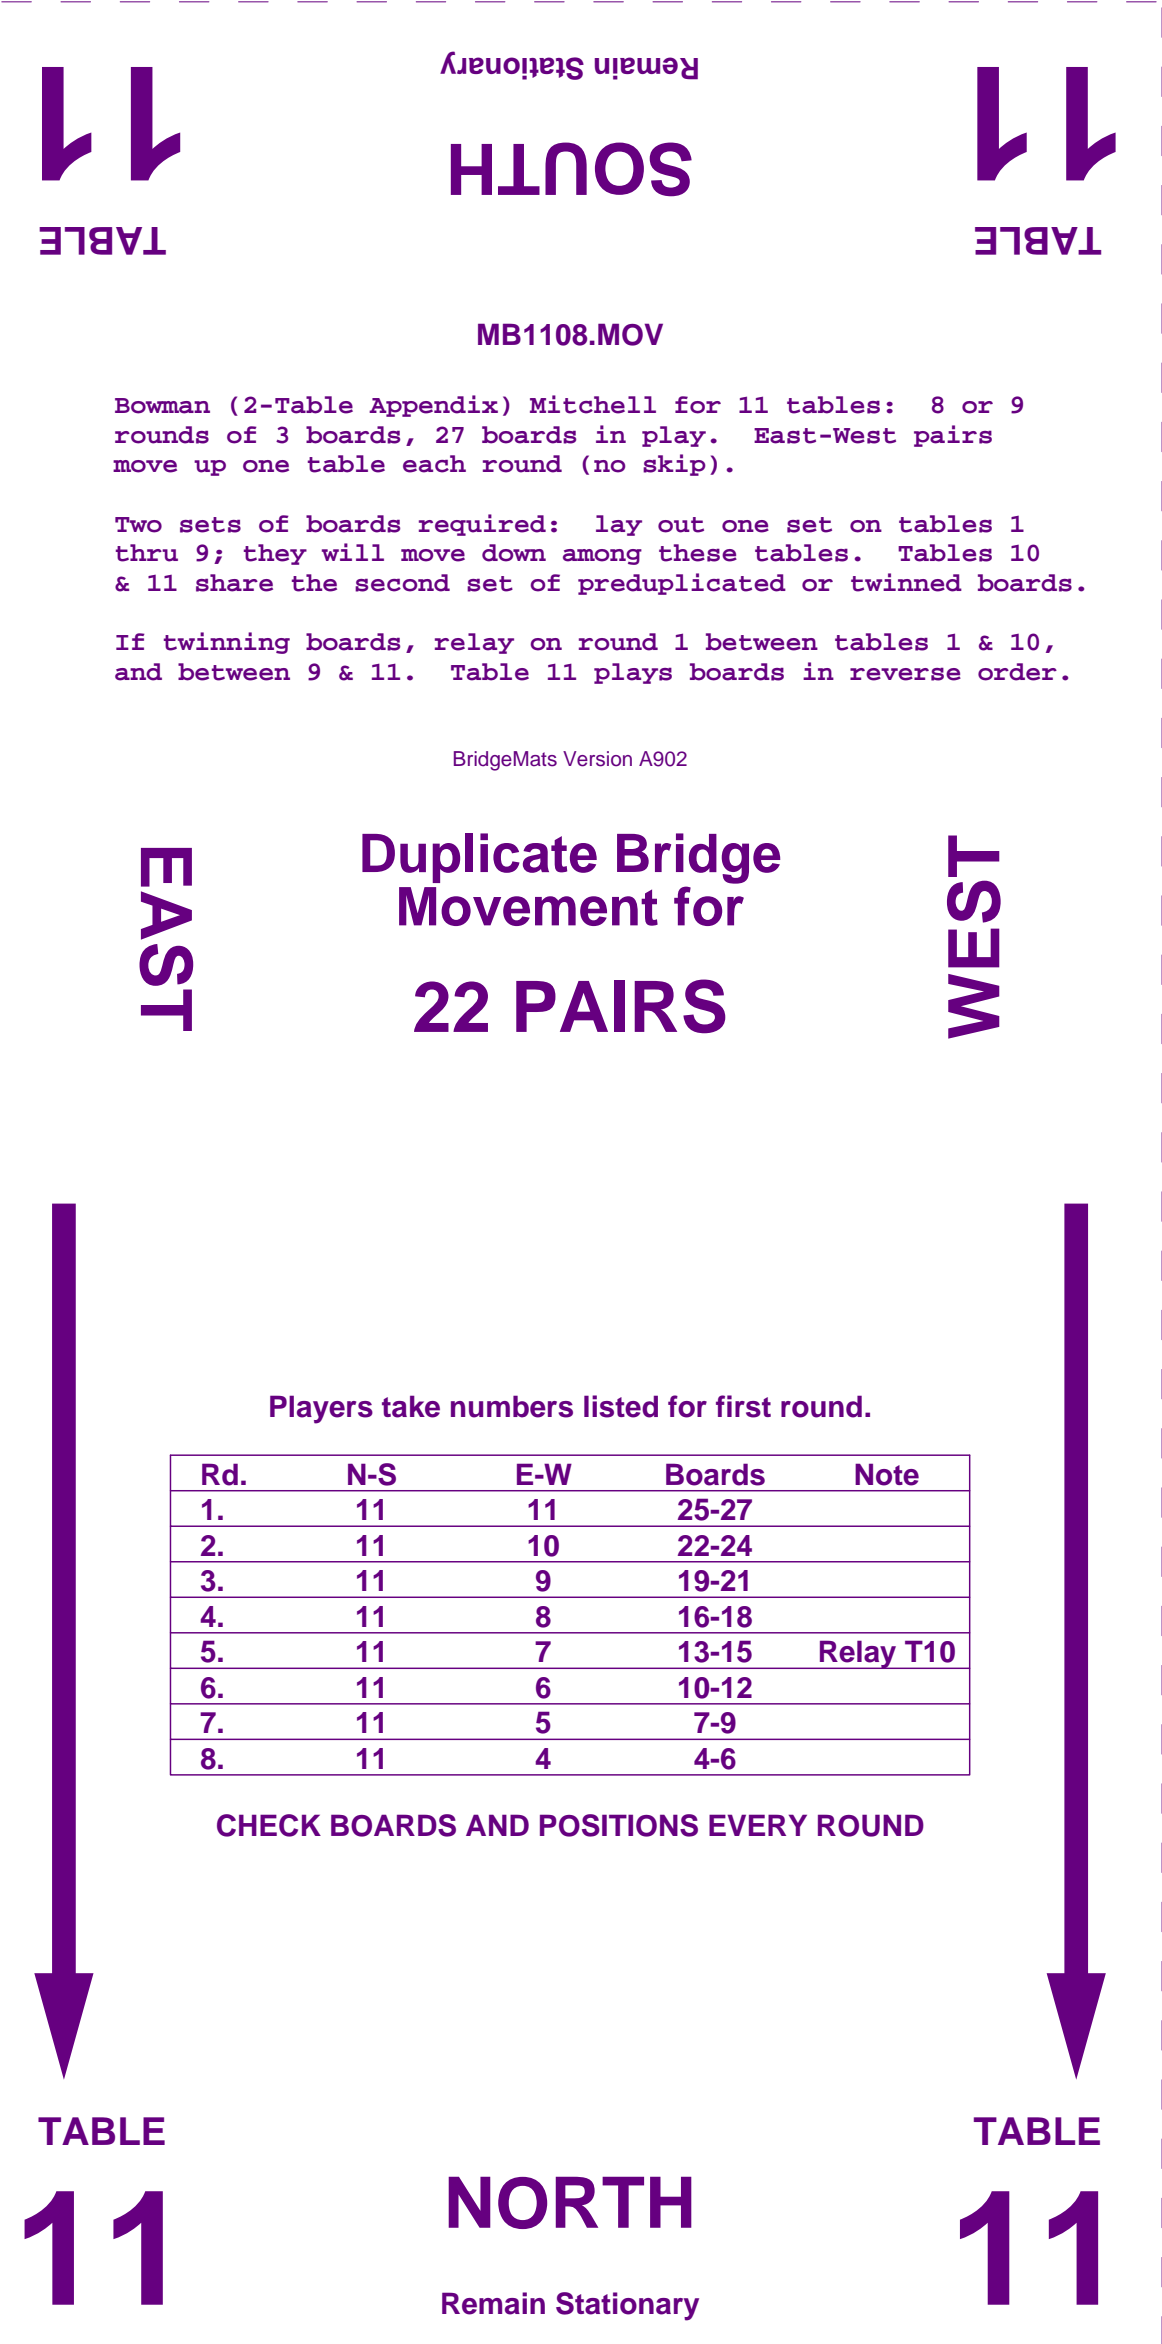 Remain Stationary
SOUTH
11 11
TABLE TABLE
MB1108.MOV
Bowman (2-Table Appendix) Mitchell for 11 tables:  8 or 9
rounds of 3 boards, 27 boards in play.  East-West pairs
move up one table each round (no skip).
Two sets of boards required:  lay out one set on tables 1
thru 9; they will move down among these tables.  Tables 10
& 11 share the second set of preduplicated or twinned boards.
If twinning boards, relay on round 1 between tables 1 & 10,
and between 9 & 11.  Table 11 plays boards in reverse order.
BridgeMats Version A902
EAST
Duplicate Bridge
Movement for
22 PAIRS
WEST
Players take numbers listed for first round.
Rd. N-S E-W Boards Note
1. 11 11 25-27
2. 11 10 22-24
3. 11 9 19-21
4. 11 8 16-18
5. 11 7 13-15 Relay T10
6. 11 6 10-12
7. 11 5 7-9
8. 11 4 4-6
CHECK BOARDS AND POSITIONS EVERY ROUND
TABLE TABLE
11 NORTH 11
Remain Stationary